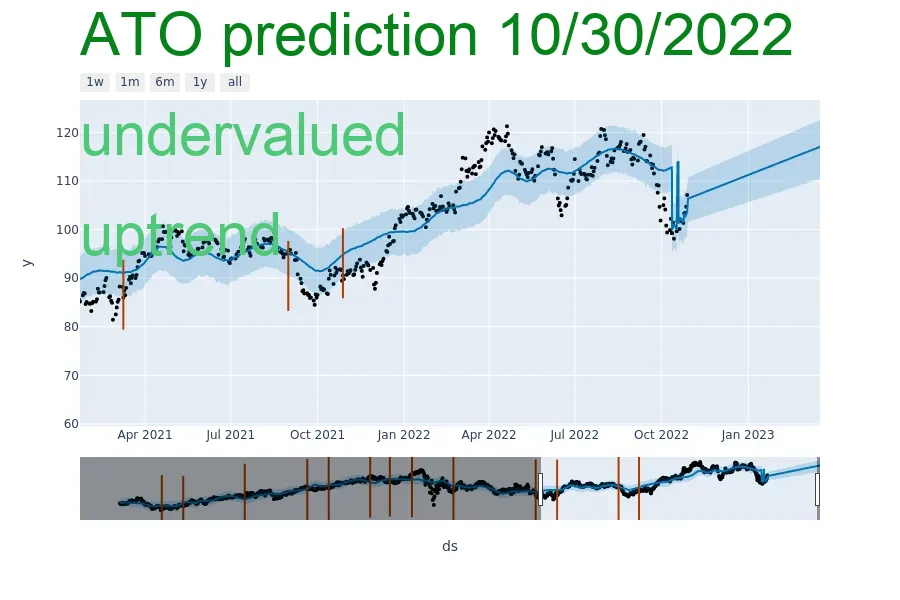 ATO prediction 10/30/2022
1w 1m 6m 1y all
undervalued
uptrend
y
120
110
100
90
80
70
60
Apr 2021 Jul 2021 Oct 2021 Jan 2022 Apr 2022 Jul 2022 Oct 2022 Jan 2023
ds